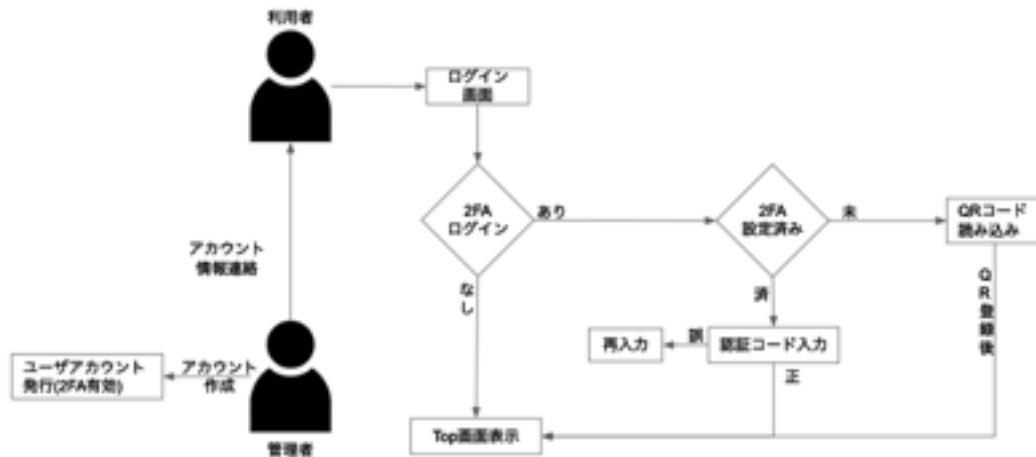 利用者
ログイン
画面
2FA
ログイン
あり
2FA
設定済み
未
QRコード
読み込み
アカウント
情報連絡
なし
済
QR登録後
再入力
誤
認証コード入力
正
ユーザアカウント
発行(2FA有効)
アカウント
作成
Top画面表示
管理者